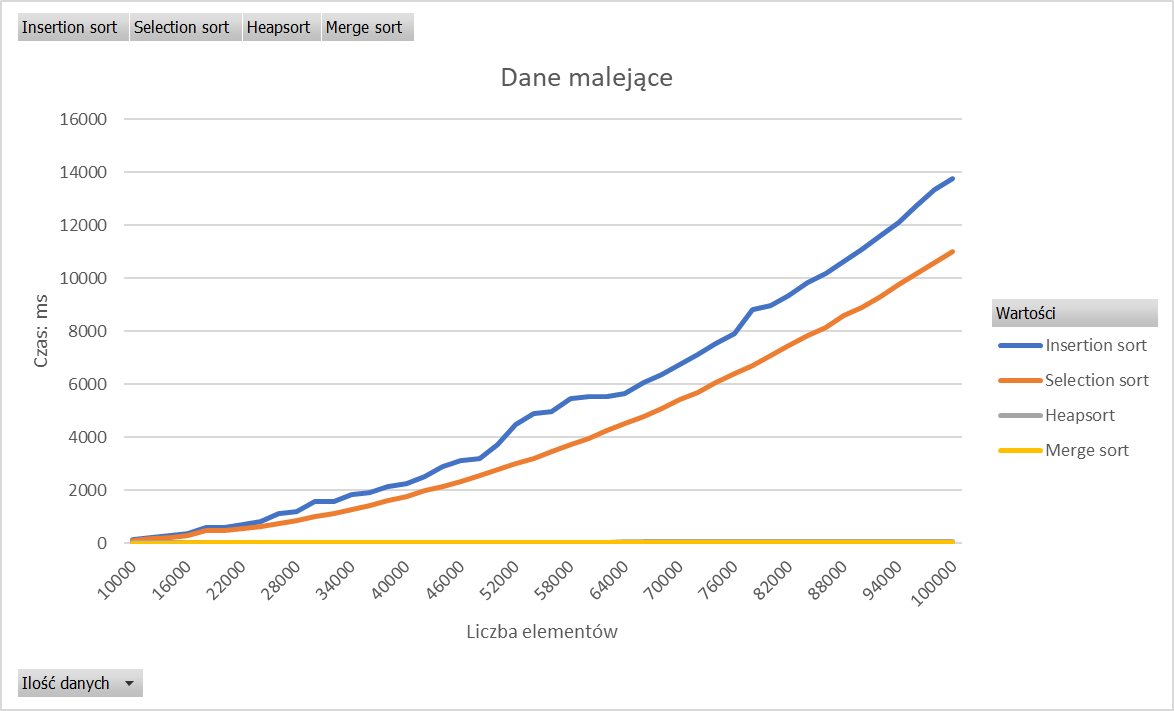 Insertion sort Selection sort Heapsort Merge sort
Dane malejące
16000
14000
12000
10000
8000
6000
4000
2000
0
Czas: ms
10000 16000 22000 28000 34000 40000 46000 52000 58000 64000 70000 76000 82000 88000 94000 100000
Liczba elementów
Wartości
Insertion sort
Selection sort
Heapsort
Merge sort
Ilość danych